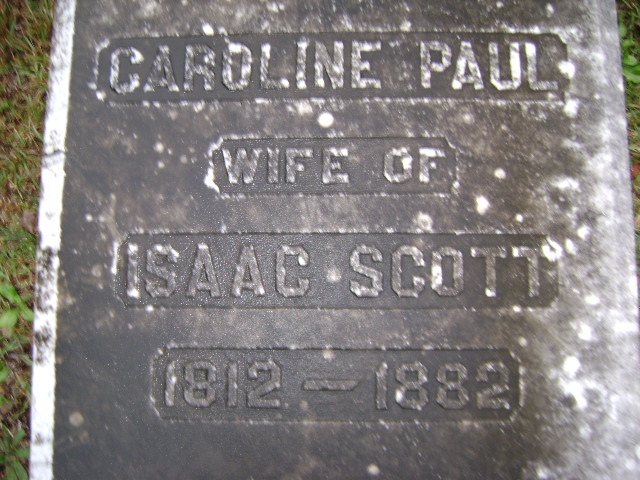 CAROLINE PAUL
WIFE OF
ISAAC SCOTT
1812 — 1882